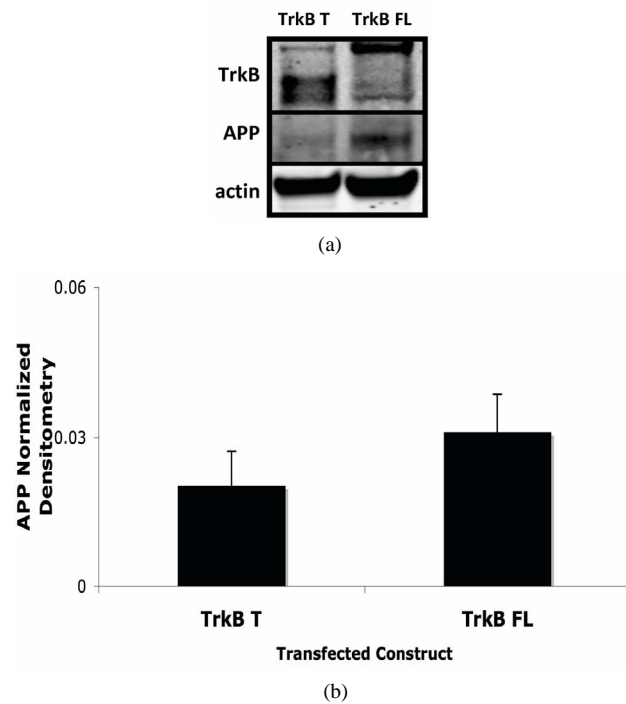 TrkB T TrkB FL
TrkB
APP
actin
(a)
0.06
0.03
0
APP Normalized
Densitometry
TrkB T
TrkB FL
Transfected Construct
(b)